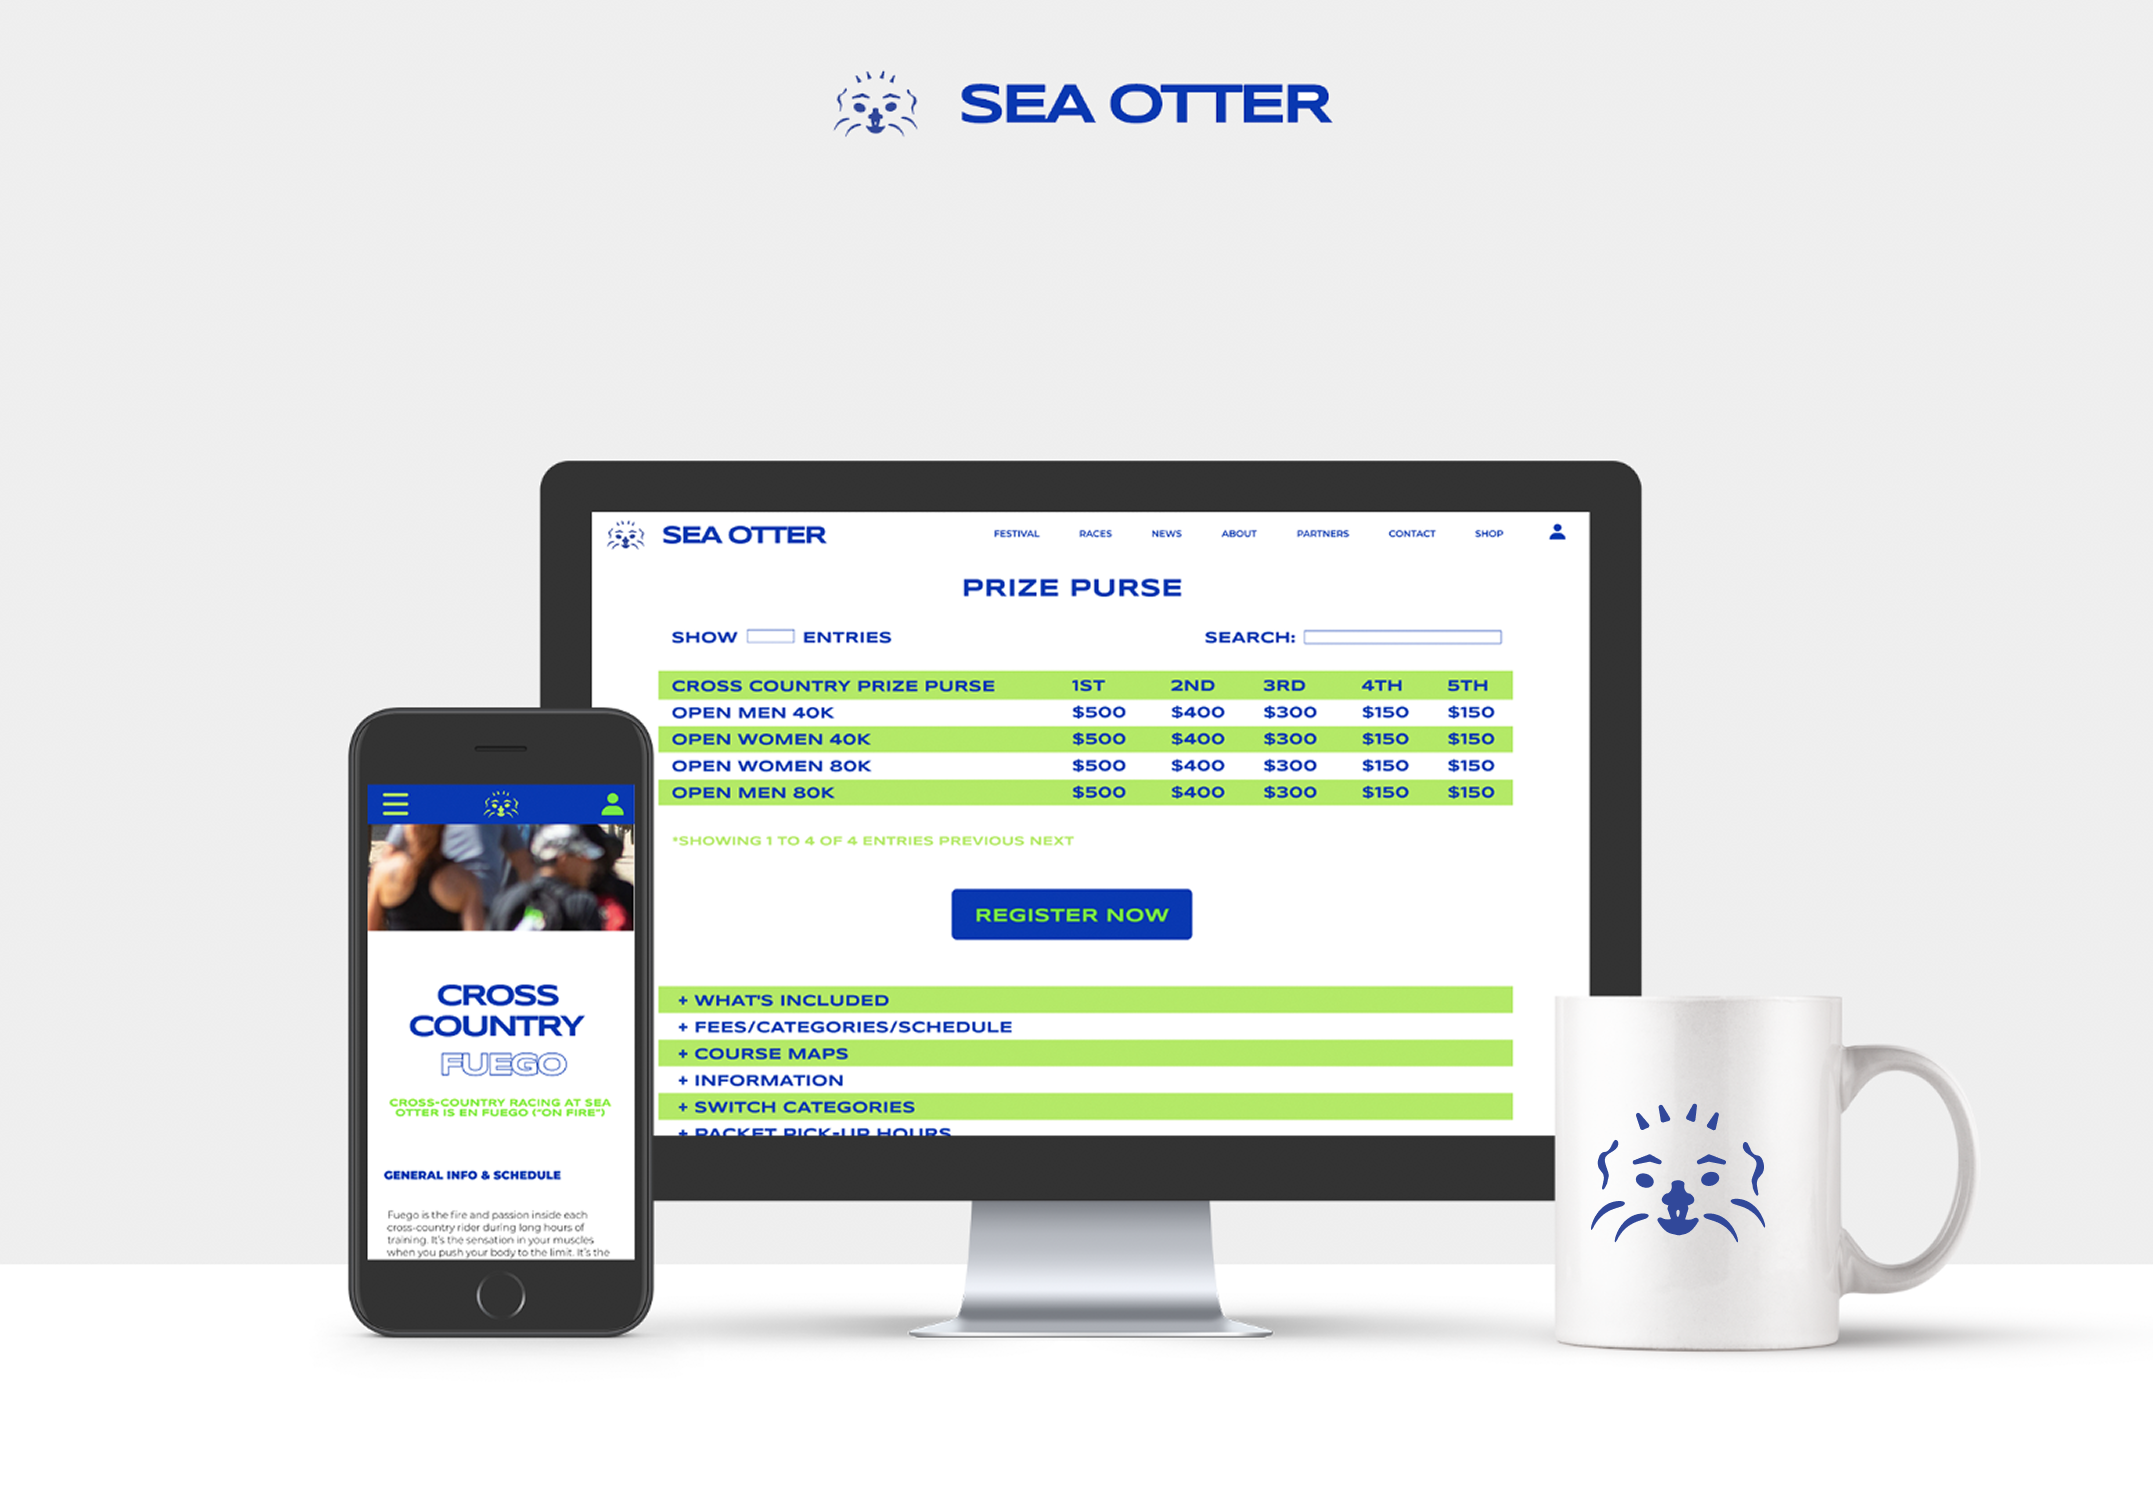 SEA OTTER
SEA OTTER FESTIVAL RACES NEWS ABOUT PARTNERS CONTACT SHOP
PRIZE PURSE
SHOW ENTRIES SEARCH:
CROSS COUNTRY PRIZE PURSE 1ST 2ND 3RD 4TH 5TH
OPEN MEN 40K $500 $400 $300 $150 $150
OPEN WOMEN 40K $500 $400 $300 $150 $150
OPEN WOMEN 80K $500 $400 $300 $150 $150
OPEN MEN 80K $500 $400 $300 $150 $150
*SHOWING 1 TO 4 OF 4 ENTRIES PREVIOUS NEXT
REGISTER NOW
+ WHAT'S INCLUDED
+ FEES/CATEGORIES/SCHEDULE
+ COURSE MAPS
+ INFORMATION
+ SWITCH CATEGORIES
+ PACKET PICK-UP HOURS
CROSS
COUNTRY
FUEGO
CROSS-COUNTRY RACING AT SEA
OTTER IS EN FUEGO ("ON FIRE")
GENERAL INFO & SCHEDULE
Fuego is the fire and passion inside each
cross-country rider during long hours of
training. It's the sensation in your muscles
when you push your body to the limit. It's the